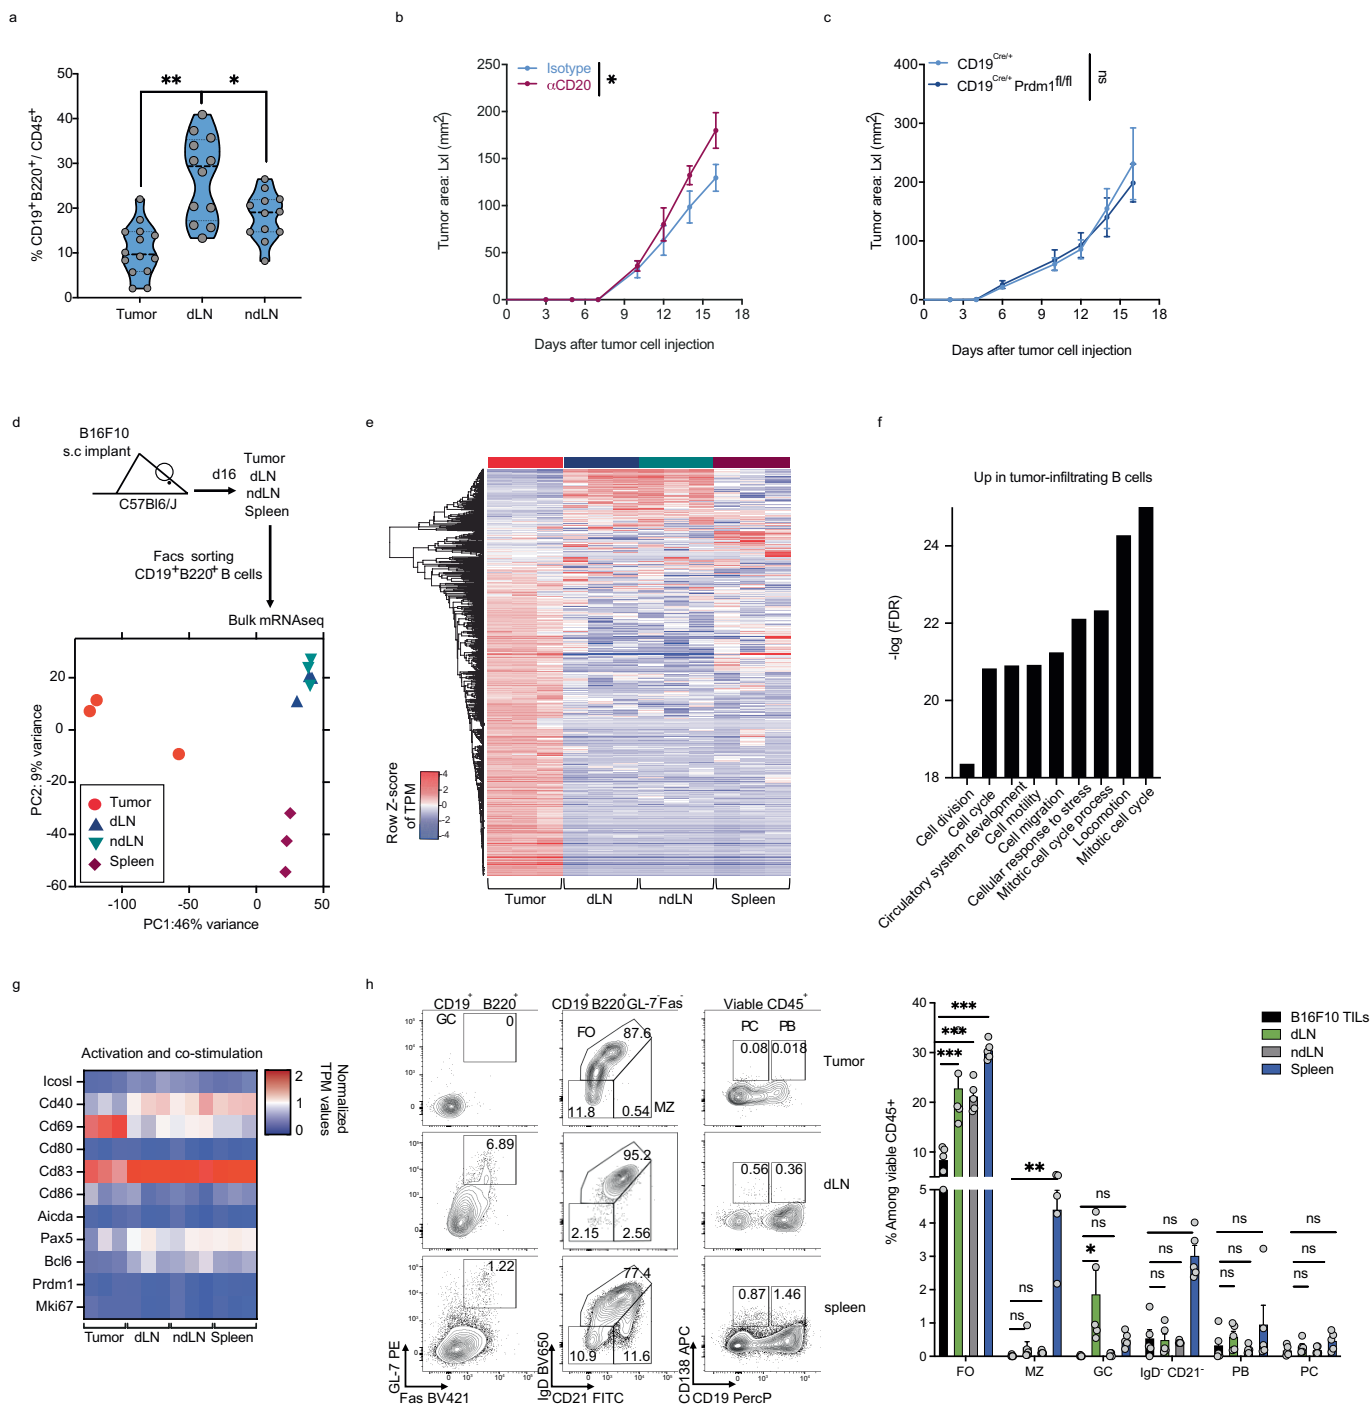 a
50
40
30
20
10
0
% CD19+B220+ / CD45+
** *
Tumor dLN ndLN
b
Isotype
αCD20
*
250
200
150
100
50
0
Tumor area: Lxl (mm²)
0 3 6 9 12 15 18
Days after tumor cell injection
c
CD19Cre/+
CD19Cre/+ Prdm1fl/fl
ns
400
300
200
100
0
Tumor area: Lxl (mm²)
0 3 6 9 12 15 18
Days after tumor cell injection
d
B16F10
s.c implant
C57Bl6/J
d16
Tumor
dLN
ndLN
Spleen
Facs sorting
CD19+B220+ B cells
Bulk mRNAseq
20
0
-20
-40
-60
PC2: 9% variance
Tumor
dLN
ndLN
Spleen
-100 -50 0 50
PC1:46% variance
e
Row Z-score
of TPM
4
2
0
-2
-4
Tumor dLN ndLN Spleen
f
Up in tumor-infiltrating B cells
24
22
20
18
-log (FDR)
Cell division
Cell cycle
Circulatory system development
Cell motility
Cell migration
Cellular response to stress
Mitotic cell cycle process
Locomotion
Mitotic cell cycle
g
Activation and co-stimulation
Icosl
Cd40
Cd69
Cd80
Cd83
Cd86
Aicda
Pax5
Bcl6
Prdm1
Mki67
Tumor dLN ndLN Spleen
2
1
0
Normalized
TPM values
h
CD19+ B220+
CD19+B220+GL-7-Fas-
Viable CD45+
GC 0
FO 87.6
11.8 0.54 MZ
PC PB
0.08 0.018
Tumor
6.89
95.2
2.15 2.56
0.56 0.36
dLN
1.22
77.4
10.9 11.6
0.87 1.46
spleen
GL-7 PE
Fas BV421
IgD BV650
CD21 FITC
CD138 APC
CD19 PercP
40
30
20
10
5
4
3
2
1
0
% Among viable CD45+
***
***
***
**
ns
ns
ns
ns
*
ns
ns
ns
ns
ns
ns
ns
ns
ns
FO MZ GC IgD- CD21- PB PC
B16F10 TILs
dLN
ndLN
Spleen